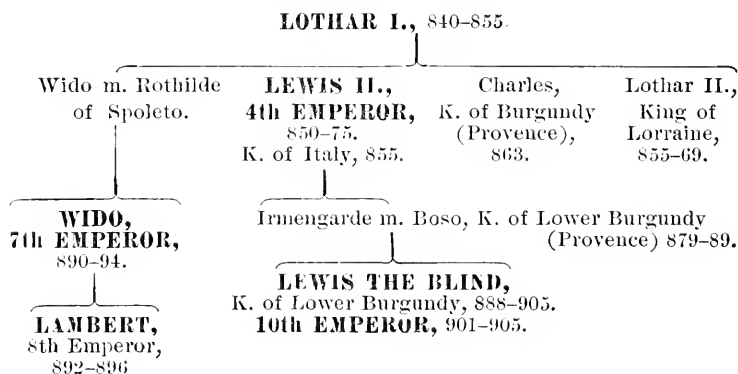 LOTHAR I., 840–855.
Wido m. Rothilde
of Spoleto.
LEWIS II.,
4th EMPEROR,
850–75.
K. of Italy, 855.
Charles,
K. of Burgundy
(Provence),
863.
Lothar II.,
King of
Lorraine,
855–69.
WIDO,
7th EMPEROR,
890–94.
Irmengarde m. Boso, K. of Lower Burgundy
(Provence) 879–89.
LAMBERT,
8th Emperor,
892–896
LEWIS THE BLIND,
K. of Lower Burgundy, 888–905.
10th EMPEROR, 901–905.